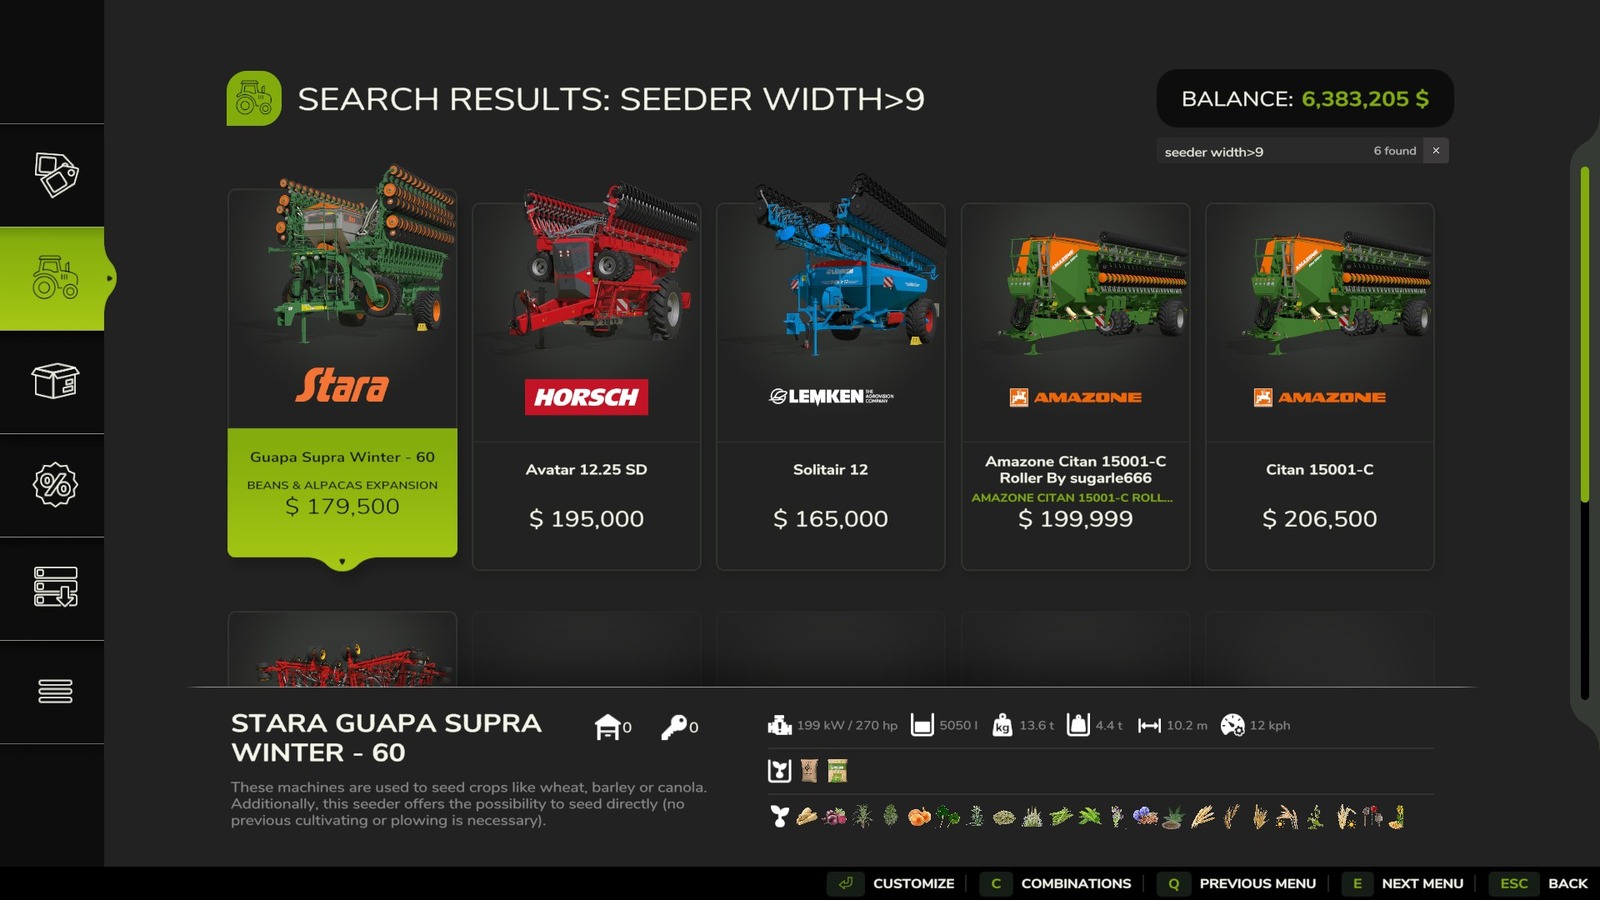 SEARCH RESULTS: SEEDER WIDTH>9
BALANCE: 6,383,205 $
seeder width>9
6 found
×
Stara
Guapa Supra Winter - 60
BEANS & ALPACAS EXPANSION
$ 179,500
HORSCH
Avatar 12.25 SD
$ 195,000
LEMKEN THE AGROVISION COMPANY
Solitair 12
$ 165,000
AMAZONE
Amazone Citan 15001-C
Roller By sugarle666
AMAZONE CITAN 15001-C ROLL...
$ 199,999
AMAZONE
Citan 15001-C
$ 206,500
STARA GUAPA SUPRA
WINTER - 60
0
0
These machines are used to seed crops like wheat, barley or canola.
Additionally, this seeder offers the possibility to seed directly (no
previous cultivating or plowing is necessary).
199 kW / 270 hp
5050 l
kg 13.6 t
4.4 t
10.2 m
12 kph
CUSTOMIZE
C COMBINATIONS
Q PREVIOUS MENU
E NEXT MENU
ESC BACK